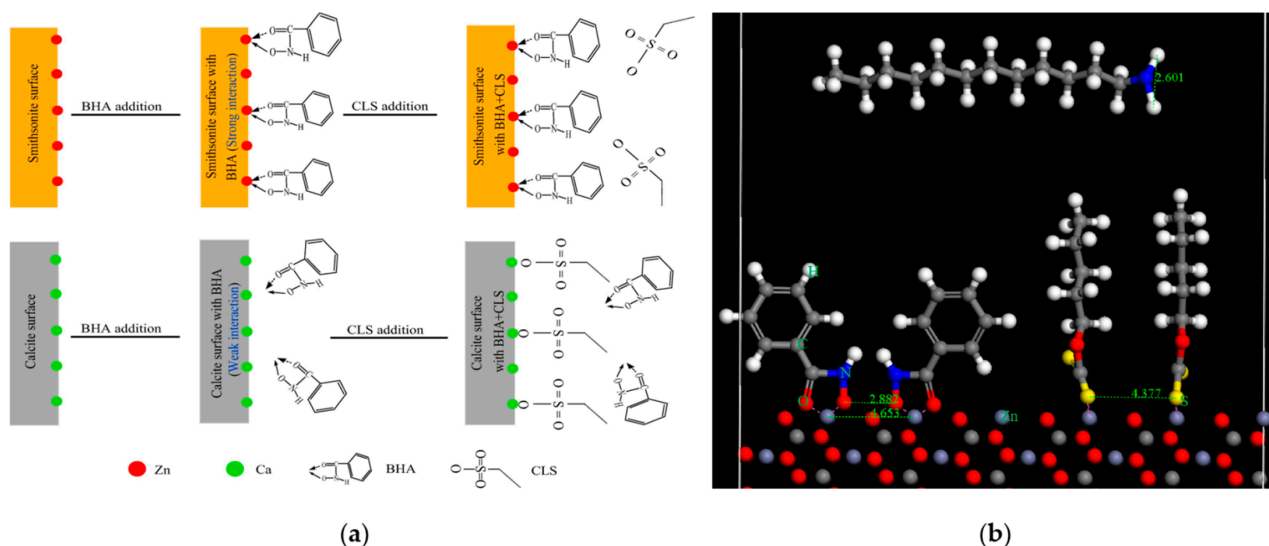 Smithsonite surface
BHA addition
Smithsonite surface with
BHA (Strong interaction)
O=C
O
N
H
O=C
O
N
H
O=C
O
N
H
CLS addition
Smithsonite surface
with BHA+CLS
O=C
O
N
H
O=C
O
N
H
O=C
O
N
H
O
S
O
O
O
S
O
O
Calcite surface
BHA addition
Calcite surface with BHA
(Weak interaction)
O=C
O
N
H
O=C
O
N
H
CLS addition
Calcite surface
with BHA+CLS
O
O
S
O
O
O
S
O
O
O
S
O
O=C
O
N
H
O=C
O
N
H
Zn
Ca
O=C
O
N
H
BHA
O
O
S
O
CLS
2.601
H
C
N
O
2.882
4.653
Zn
4.377
S
(a)
(b)